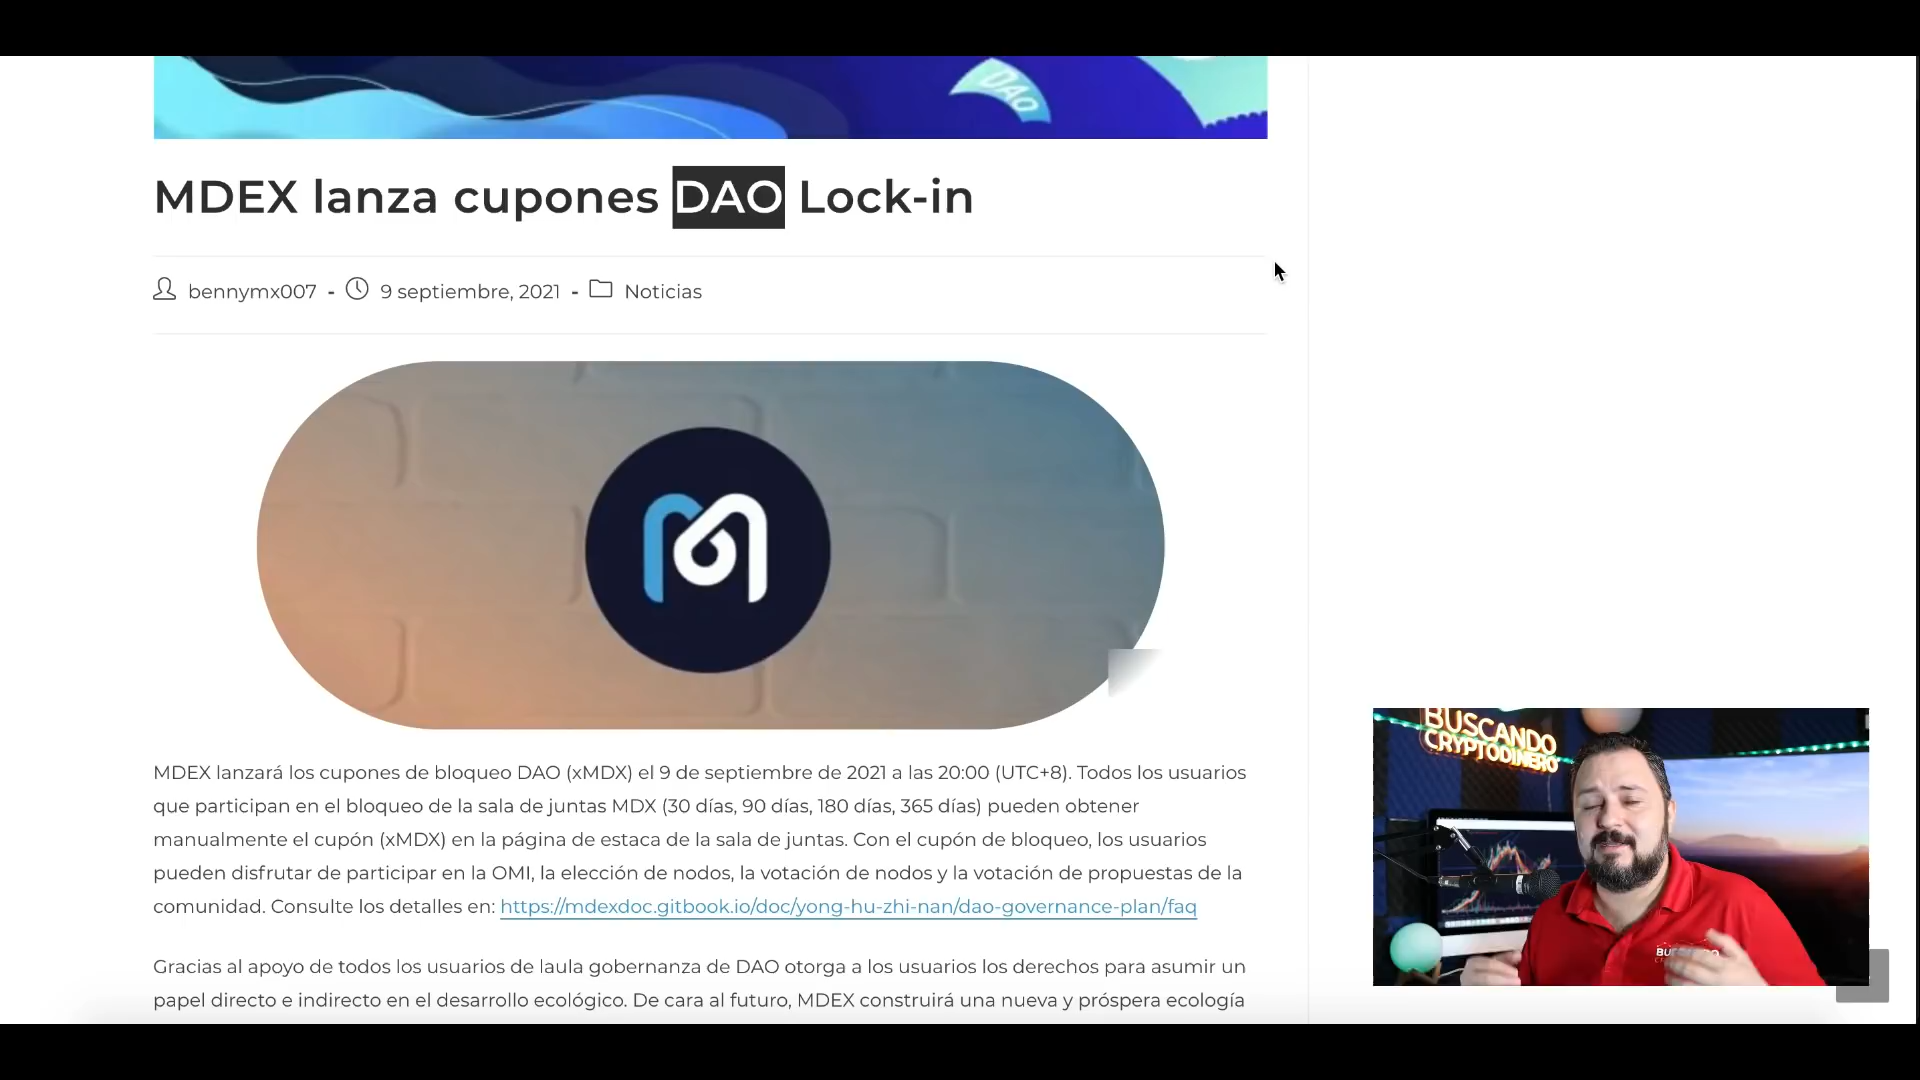 DAO
MDEX lanza cupones DAO Lock-in
bennymx007 - 9 septiembre, 2021 - Noticias
MDEX lanzará los cupones de bloqueo DAO (xMDX) el 9 de septiembre de 2021 a las 20:00 (UTC+8). Todos los usuarios
que participan en el bloqueo de la sala de juntas MDX (30 días, 90 días, 180 días, 365 días) pueden obtener
manualmente el cupón (xMDX) en la página de estaca de la sala de juntas. Con el cupón de bloqueo, los usuarios
pueden disfrutar de participar en la OMI, la elección de nodos, la votación de nodos y la votación de propuestas de la
comunidad. Consulte los detalles en: https://mdexdoc.gitbook.io/doc/yong-hu-zhi-nan/dao-governance-plan/faq
Gracias al apoyo de todos los usuarios de laula gobernanza de DAO otorga a los usuarios los derechos para asumir un
papel directo e indirecto en el desarrollo ecológico. De cara al futuro, MDEX construirá una nueva y próspera ecología
BUSCANDO
CRYPTODINERO